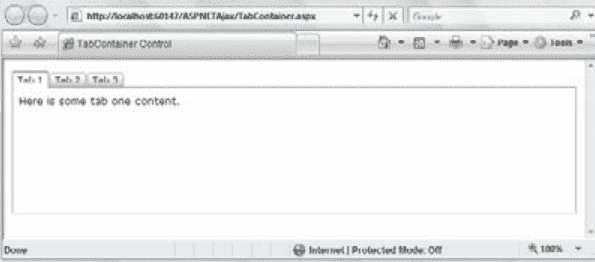 http://localhost:60147/ASPNETAjax/TabContainer.aspx
Google
TabContainer Control
Page
Tools
Tab 1 Tab 2 Tab 3
Here is some tab one content.
Done
Internet | Protected Mode: Off
100%